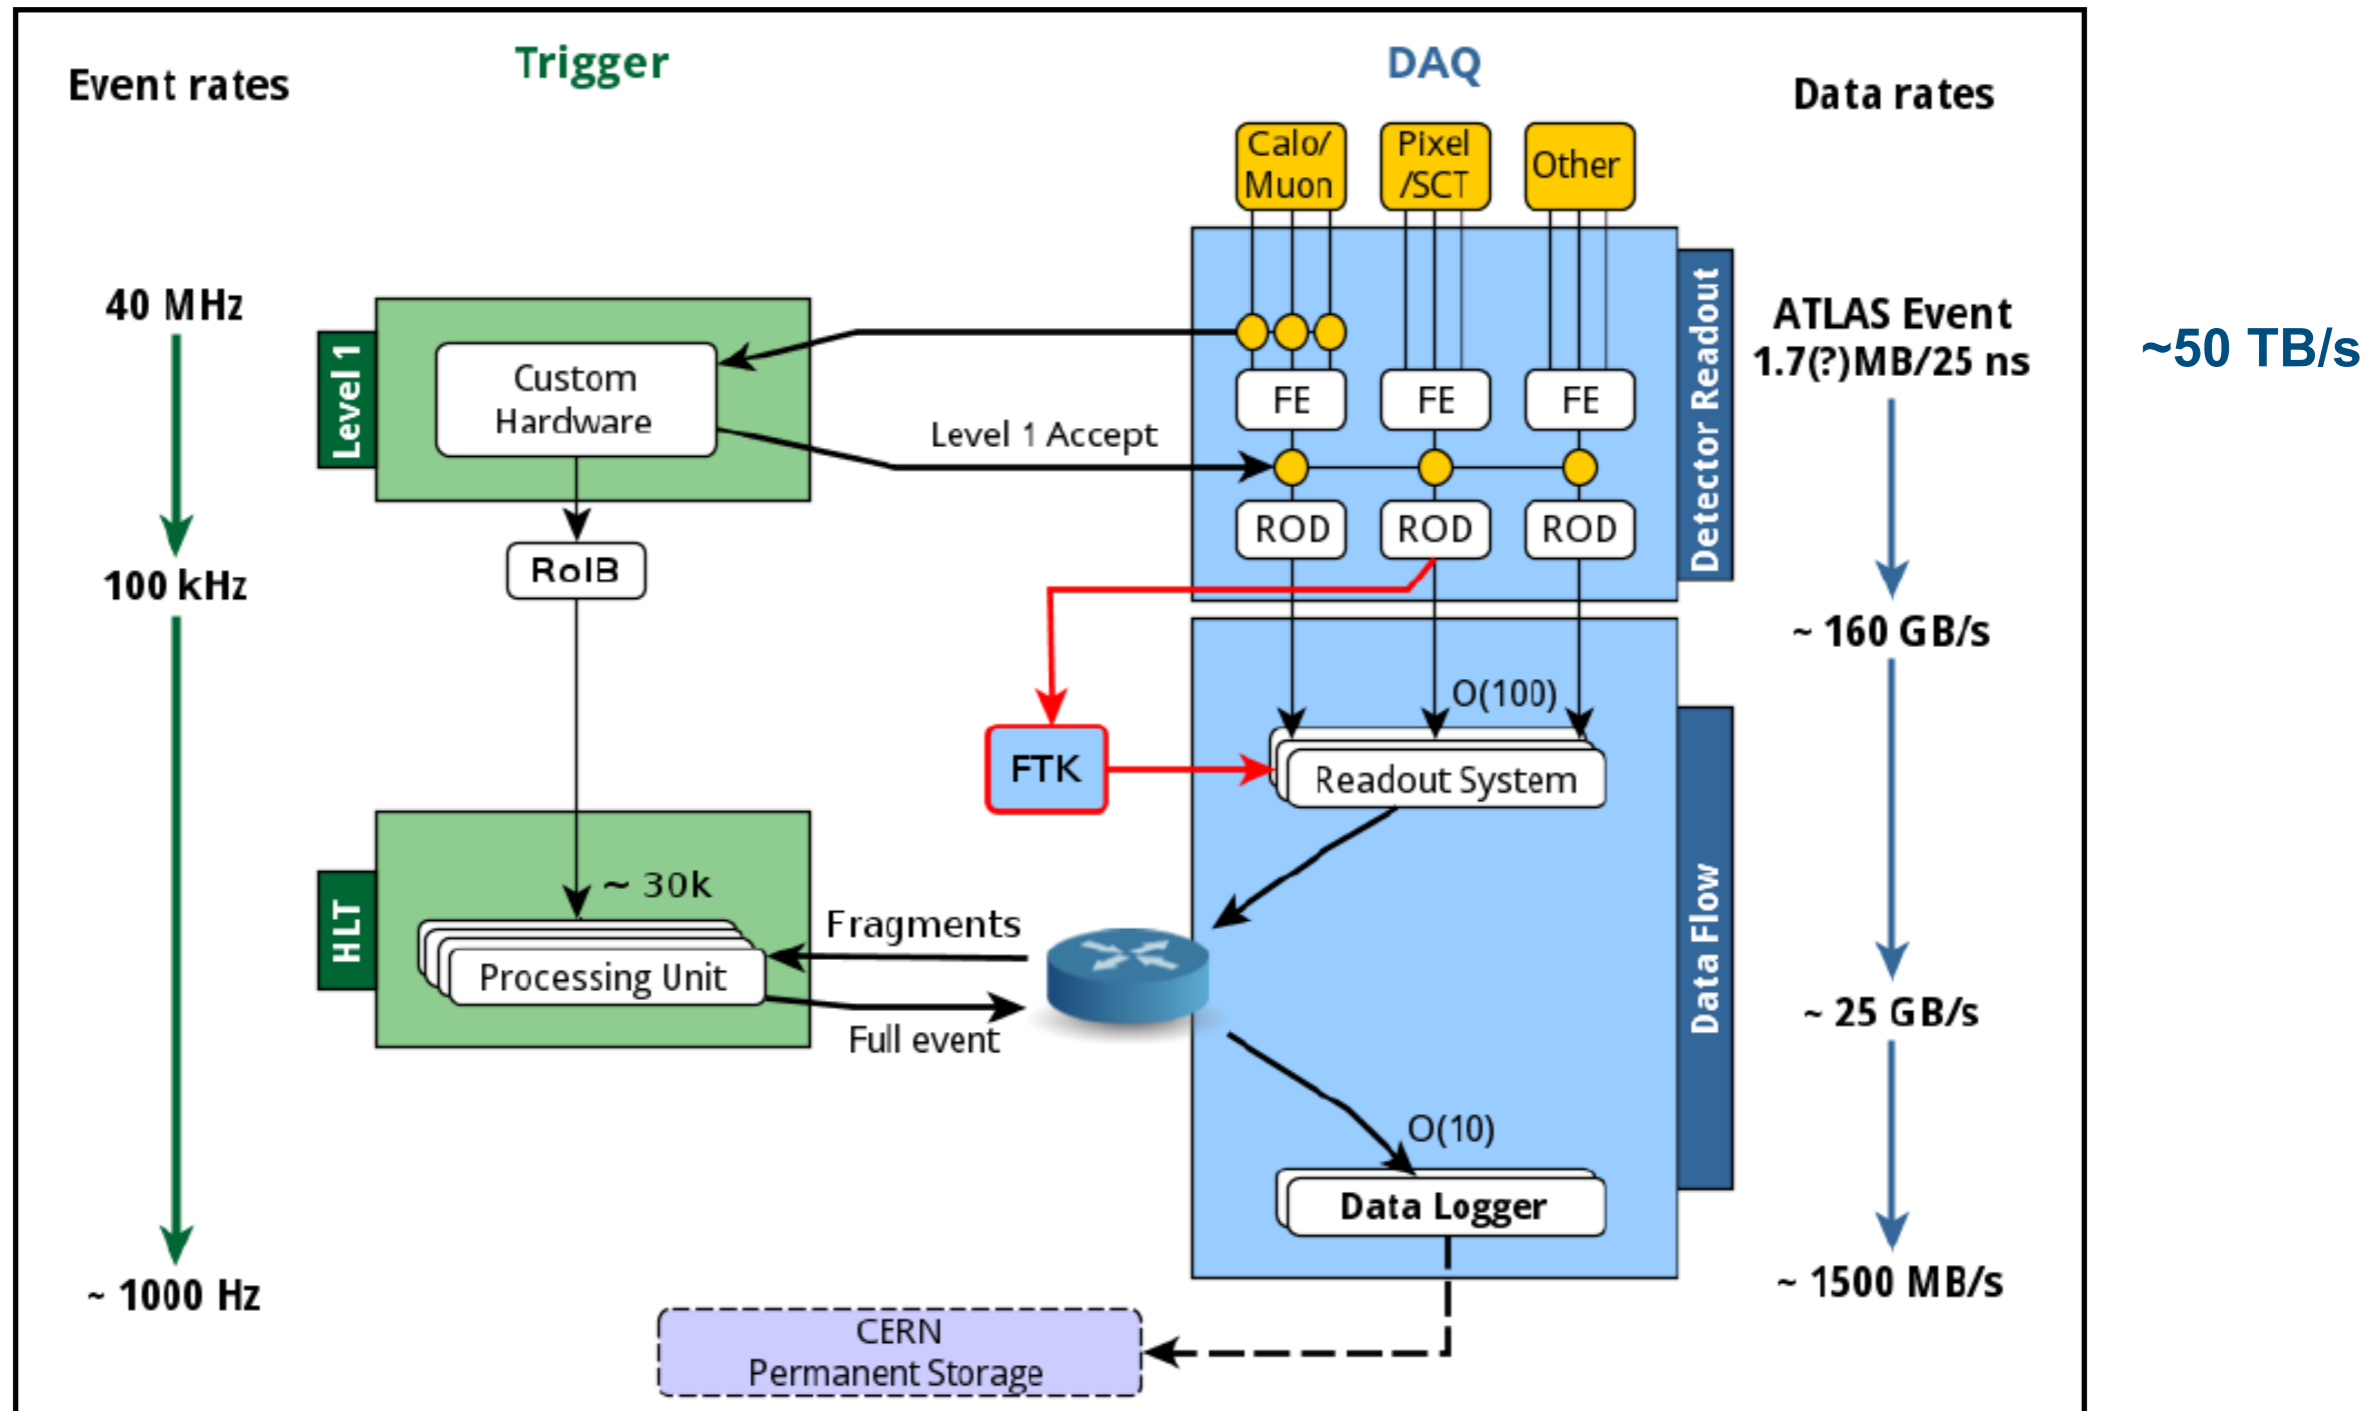 Event rates
Trigger
DAQ
Data rates
Calo/
Muon
Pixel
/SCT
Other
40 MHz
Level 1
Custom
Hardware
Level 1 Accept
FE
FE
FE
ROD
ROD
ROD
Detector Readout
ATLAS Event
1.7(?)MB/25 ns
~50 TB/s
100 kHz
RoIB
~ 160 GB/s
O(100)
FTK
Readout System
HLT
~ 30k
Processing Unit
Fragments
Full event
Data Flow
~ 25 GB/s
O(10)
Data Logger
~ 1000 Hz
~ 1500 MB/s
CERN
Permanent Storage